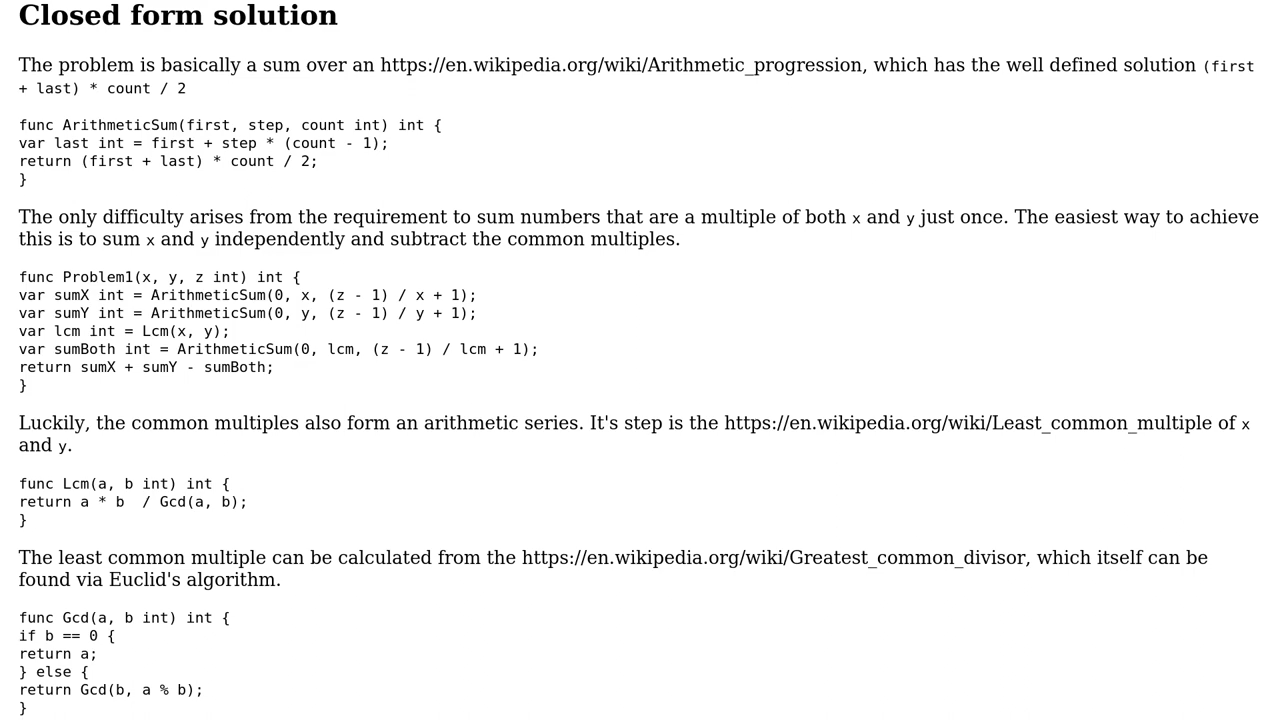 Closed form solution
The problem is basically a sum over an https://en.wikipedia.org/wiki/Arithmetic_progression, which has the well defined solution (first
+ last) * count / 2
func ArithmeticSum(first, step, count int) int {
var last int = first + step * (count - 1);
return (first + last) * count / 2;
}
The only difficulty arises from the requirement to sum numbers that are a multiple of both x and y just once. The easiest way to achieve
this is to sum x and y independently and subtract the common multiples.
func Problem1(x, y, z int) int {
var sumX int = ArithmeticSum(0, x, (z - 1) / x + 1);
var sumY int = ArithmeticSum(0, y, (z - 1) / y + 1);
var lcm int = Lcm(x, y);
var sumBoth int = ArithmeticSum(0, lcm, (z - 1) / lcm + 1);
return sumX + sumY - sumBoth;
}
Luckily, the common multiples also form an arithmetic series. It's step is the https://en.wikipedia.org/wiki/Least_common_multiple of x
and y.
func Lcm(a, b int) int {
return a * b  / Gcd(a, b);
}
The least common multiple can be calculated from the https://en.wikipedia.org/wiki/Greatest_common_divisor, which itself can be
found via Euclid's algorithm.
func Gcd(a, b int) int {
if b == 0 {
return a;
} else {
return Gcd(b, a % b);
}